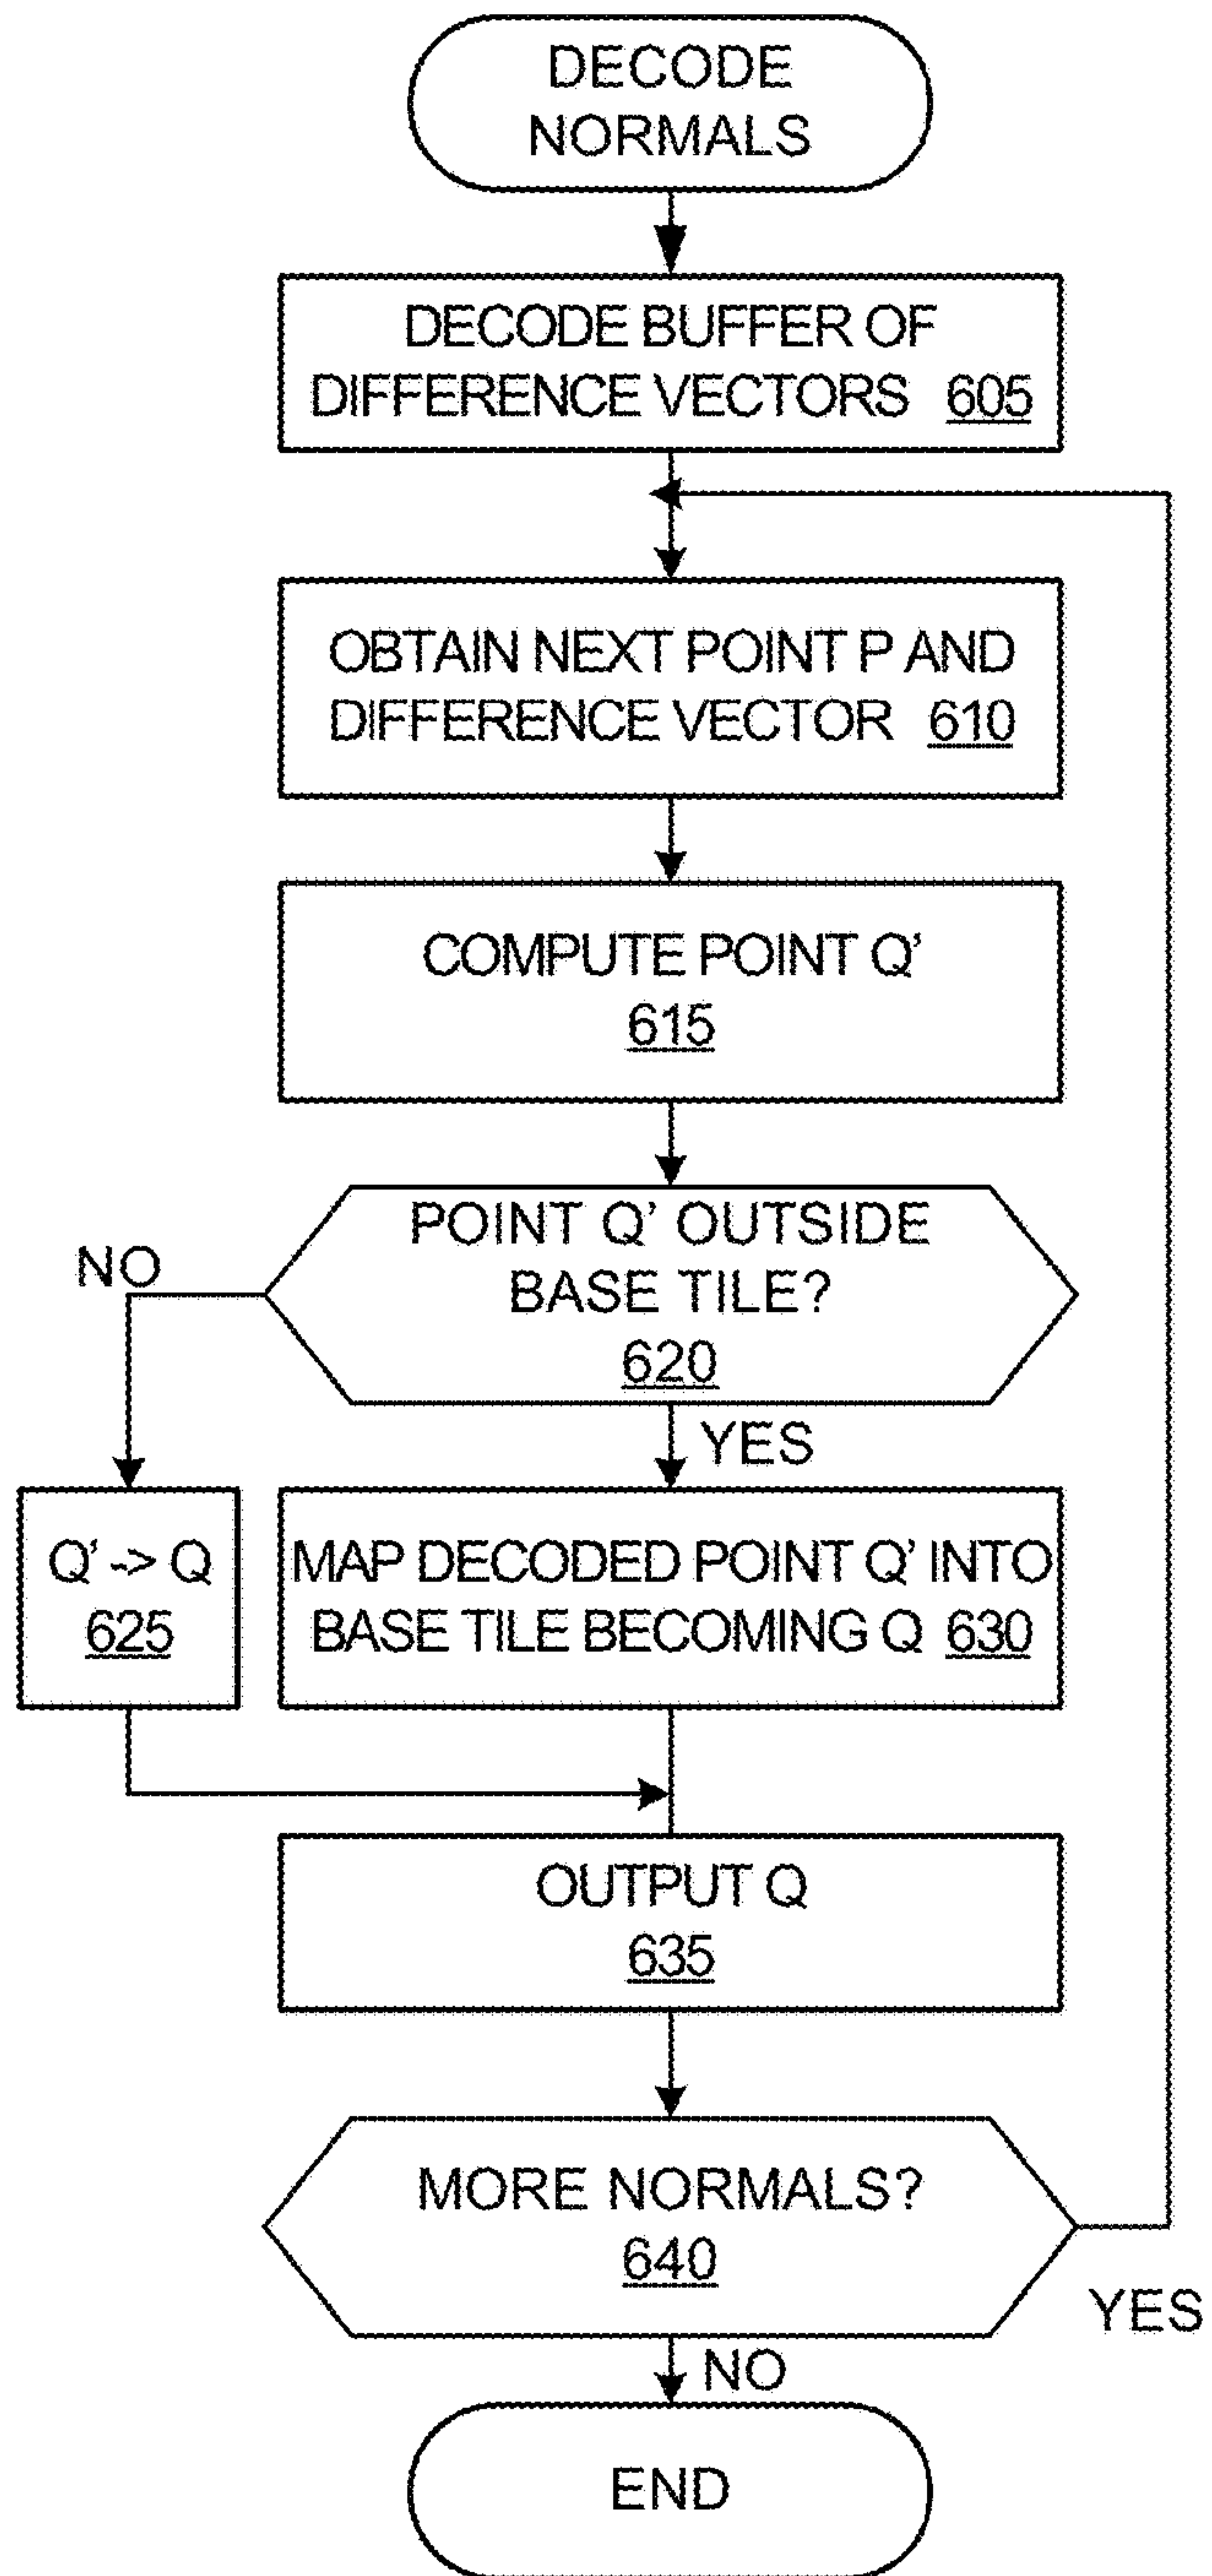 DECODE
NORMALS
DECODE BUFFER OF
DIFFERENCE VECTORS 605
OBTAIN NEXT POINT P AND
DIFFERENCE VECTOR 610
COMPUTE POINT Q'
615
POINT Q' OUTSIDE
BASE TILE?
620
NO
YES
Q' -> Q
625
MAP DECODED POINT Q' INTO
BASE TILE BECOMING Q 630
OUTPUT Q
635
MORE NORMALS?
640
YES
NO
END